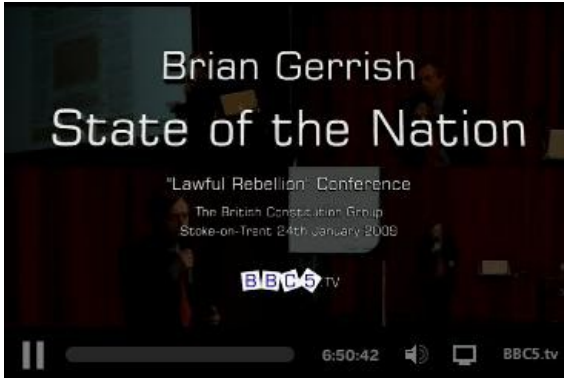 Brian Gerrish
State of the Nation
"Lawful Rebellion" Conference
The British Constitution Group
Stoke-on-Trent 24th January 2009
BBC5.TV
6:50:42
BBC5.tv